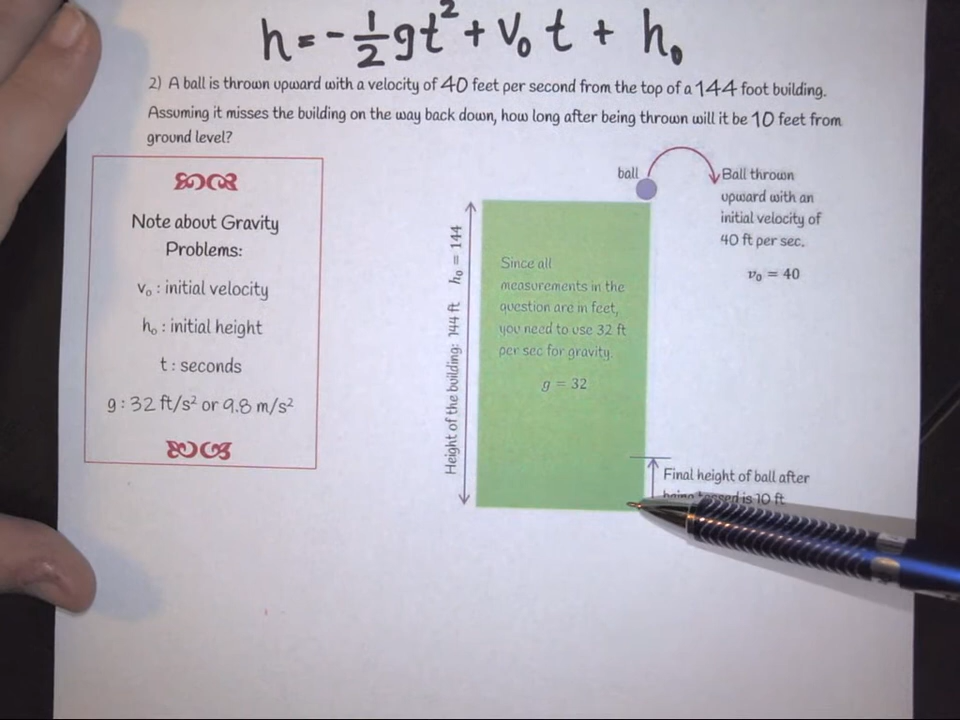 h = -1/2 gt² + v₀ t + h₀
2) A ball is thrown upward with a velocity of 40 feet per second from the top of a 144 foot building.
Assuming it misses the building on the way back down, how long after being thrown will it be 10 feet from
ground level?
Note about Gravity
Problems:
v₀ : initial velocity
h₀ : initial height
t : seconds
g : 32 ft/s² or 9.8 m/s²
Height of the building: 144 ft h₀ = 144
Since all
measurements in the
question are in feet,
you need to use 32 ft
per sec for gravity.
g = 32
ball
Ball thrown
upward with an
initial velocity of
40 ft per sec.
v₀ = 40
Final height of ball after
being tossed is 10 ft